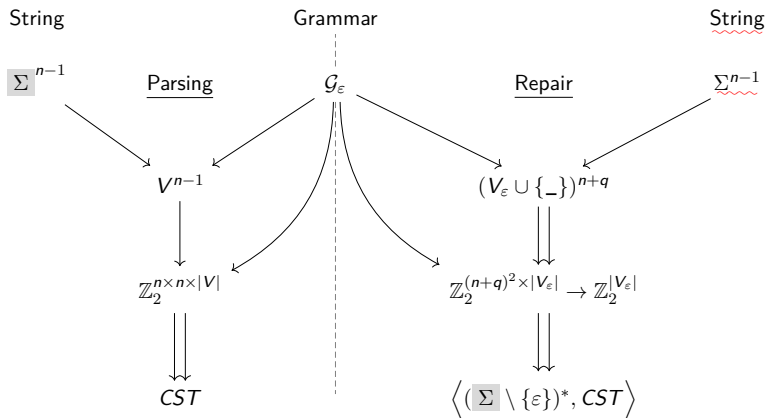 String Grammar String
Σ^{n−1} Parsing 𝒢_ε Repair Σ^{n−1}
V^{n−1} (V_ε ∪ {_})^{n+q}
ℤ_2^{n×n×|V|} ℤ_2^{(n+q)^2×|V_ε|} → ℤ_2^{|V_ε|}
CST ⟨(Σ \ {ε})^*, CST⟩